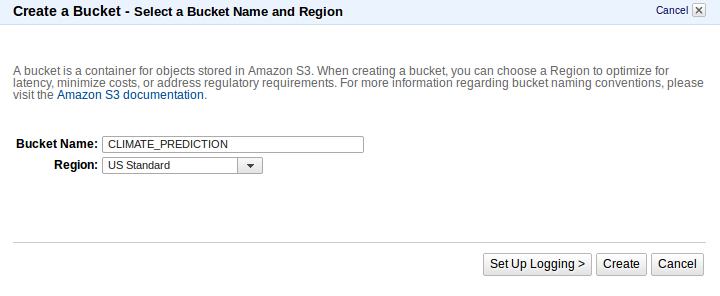 Create a Bucket - Select a Bucket Name and Region
Cancel
A bucket is a container for objects stored in Amazon S3. When creating a bucket, you can choose a Region to optimize for
latency, minimize costs, or address regulatory requirements. For more information regarding bucket naming conventions, please
visit the Amazon S3 documentation.
Bucket Name: CLIMATE_PREDICTION
Region: US Standard
Set Up Logging > Create Cancel